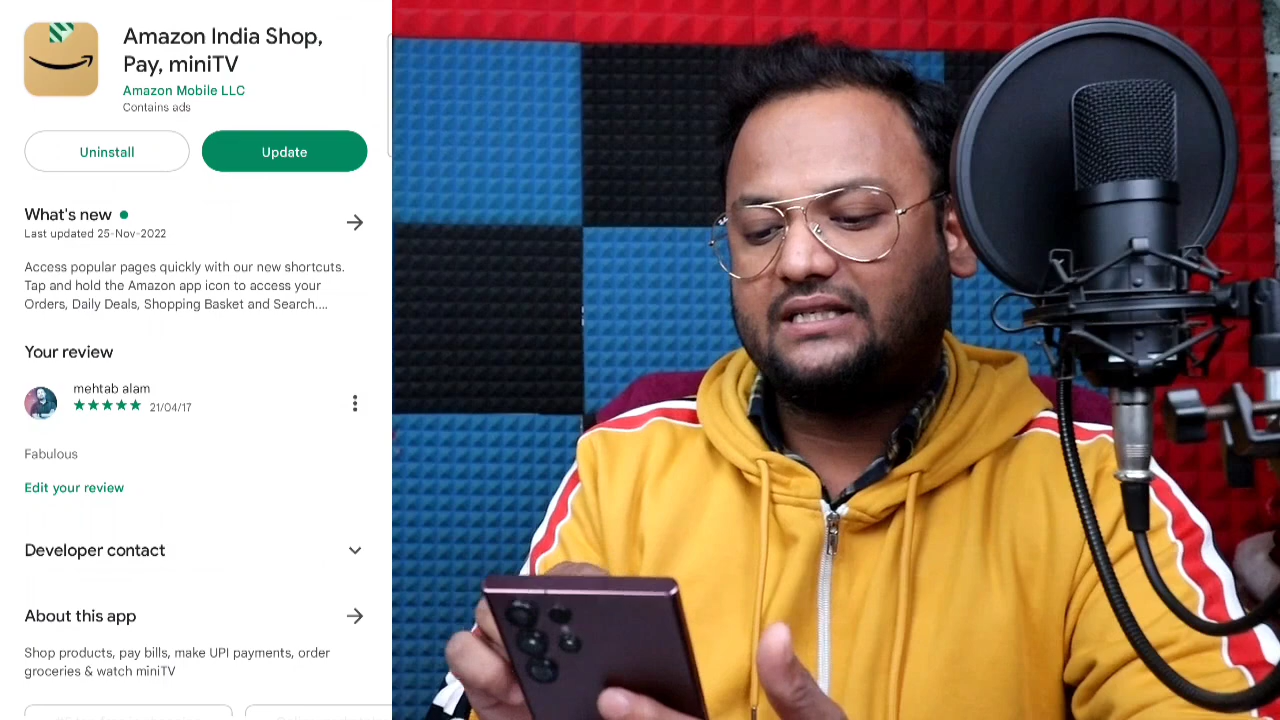 Amazon India Shop,
Pay, miniTV
Amazon Mobile LLC
Contains ads
Uninstall
Update
What's new
Last updated 25-Nov-2022
Access popular pages quickly with our new shortcuts.
Tap and hold the Amazon app icon to access your
Orders, Daily Deals, Shopping Basket and Search....
Your review
mehtab alam
21/04/17
Fabulous
Edit your review
Developer contact
About this app
Shop products, pay bills, make UPI payments, order
groceries & watch miniTV